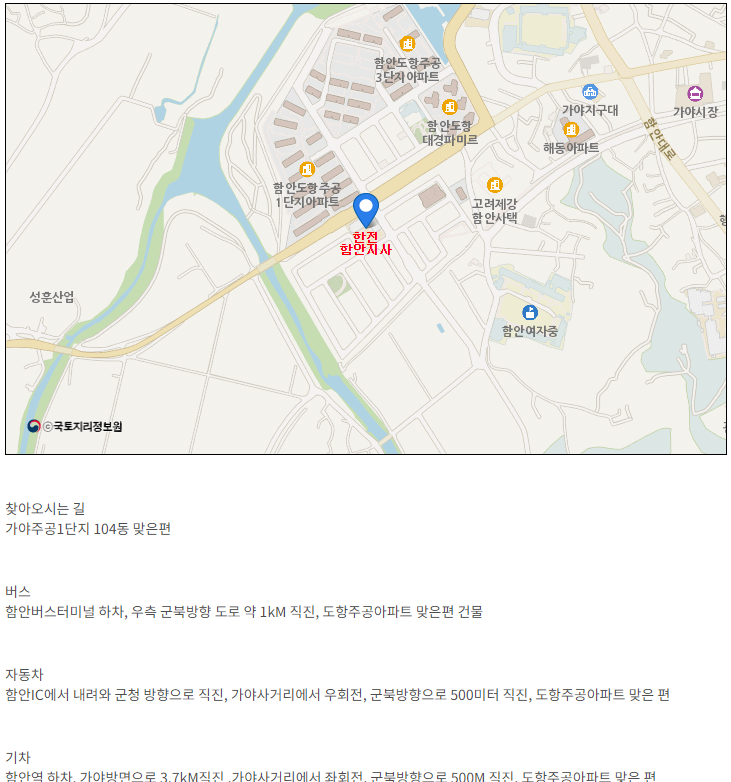 함안도항주공
3단지아파트
함안도항
대경파미르
가야지구대
가야시장
해동아파트
함안대로
함안도항주공
1단지아파트
고려제강
함안사택
한전
함안지사
성훈산업
함안여자중
ⓒ국토지리정보원
찾아오시는 길
가야주공1단지 104동 맞은편
버스
함안버스터미널 하차, 우측 군북방향 도로 약 1kM 직진, 도항주공아파트 맞은편 건물
자동차
함안IC에서 내려와 군청 방향으로 직진, 가야사거리에서 우회전, 군북방향으로 500미터 직진, 도항주공아파트 맞은 편
기차
함안역 하차, 가야방면으로 3.7kM직진 ,가야사거리에서 좌회전, 군북방향으로 500M 직진, 도항주공아파트 맞은 편